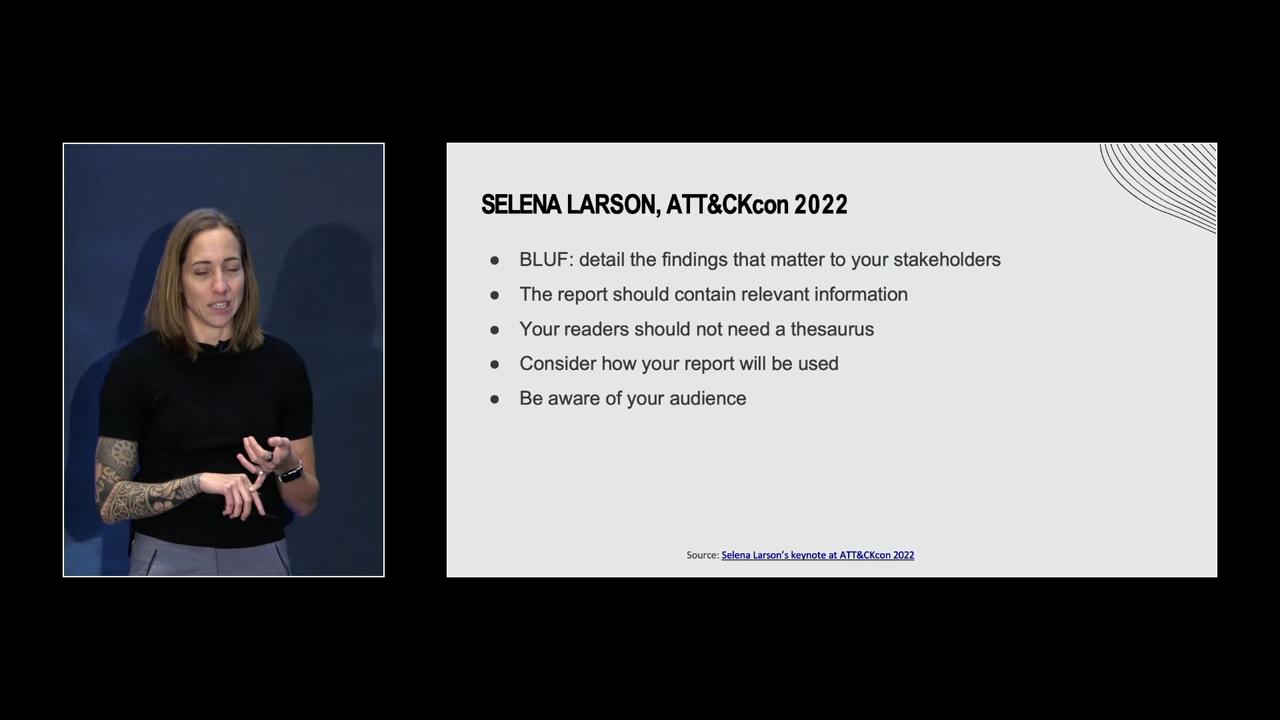 SELENA LARSON, ATT&CKcon 2022
● BLUF: detail the findings that matter to your stakeholders
● The report should contain relevant information
● Your readers should not need a thesaurus
● Consider how your report will be used
● Be aware of your audience
Source: Selena Larson's keynote at ATT&CKcon 2022